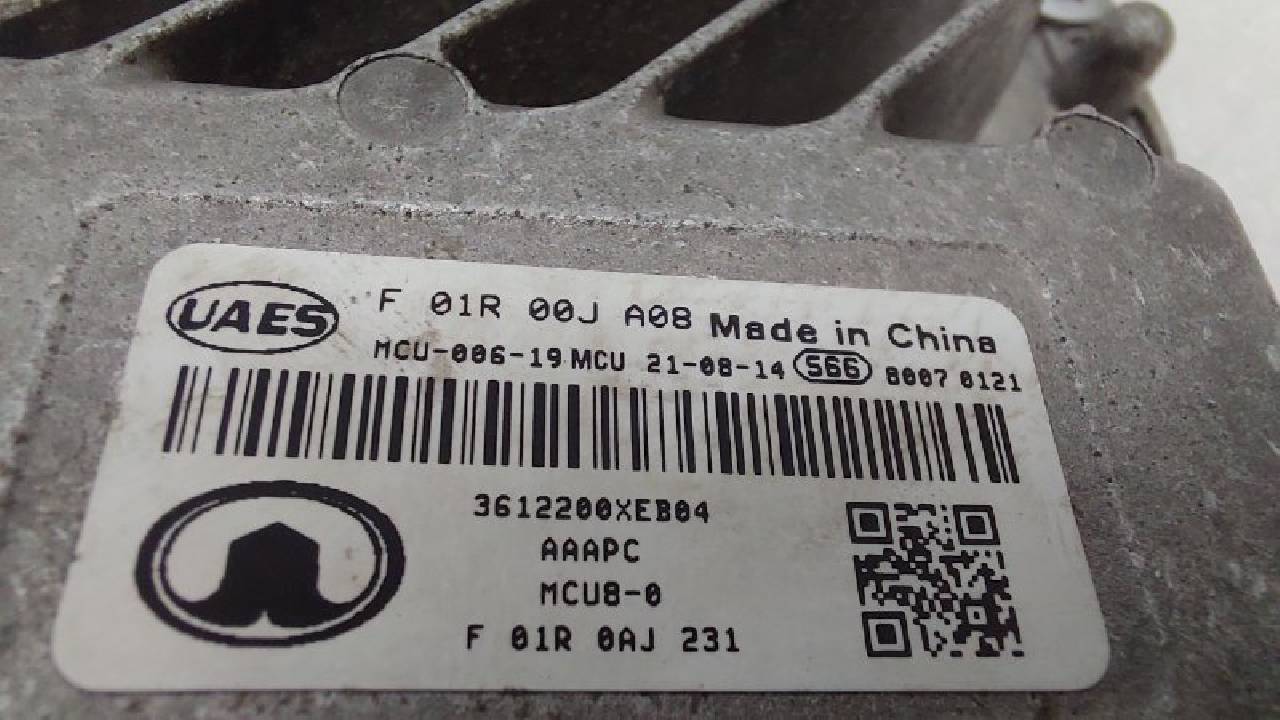 UAES F 01R 00J A08 Made in China
MCU-006-19 MCU 21-08-14 S66 8007 0121
3612200XEB04
AAAPC
MCU8-0
F 01R 0AJ 231